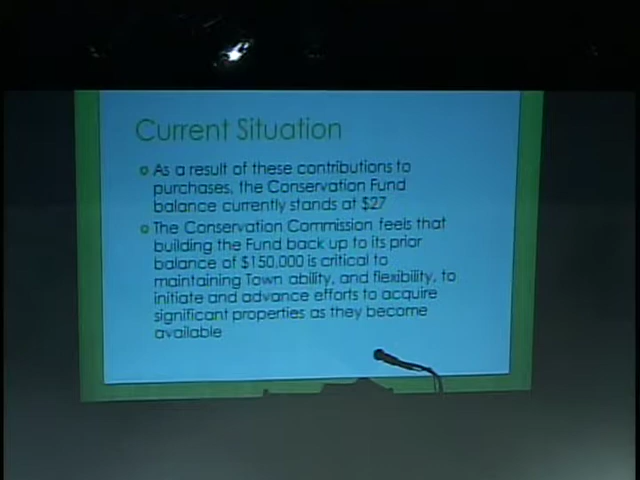 Current Situation
As a result of these contributions to
purchases, the Conservation Fund
balance currently stands at $27
The Conservation Commission feels that
building the Fund back up to its prior
balance of $150,000 is critical to
maintaining Town ability, and flexibility, to
initiate and advance efforts to acquire
significant properties as they become
available